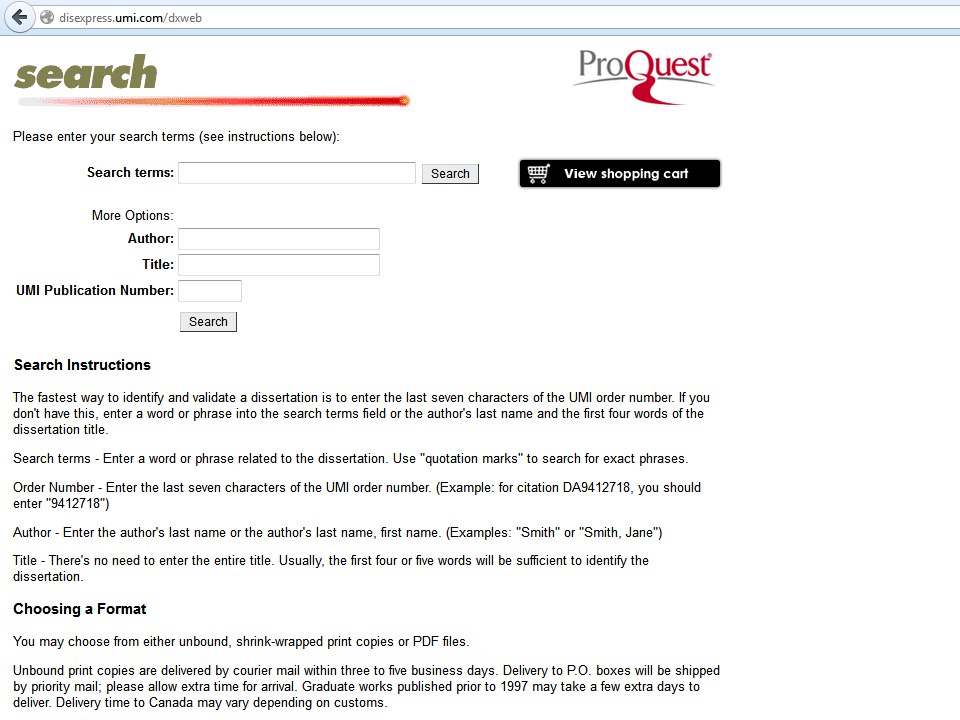 disexpress.umi.com/dxweb
search
ProQuest
Please enter your search terms (see instructions below):
Search terms:
Search
View shopping cart
More Options:
Author:
Title:
UMI Publication Number:
Search
Search Instructions
The fastest way to identify and validate a dissertation is to enter the last seven characters of the UMI order number. If you
don't have this, enter a word or phrase into the search terms field or the author's last name and the first four words of the
dissertation title.
Search terms - Enter a word or phrase related to the dissertation. Use "quotation marks" to search for exact phrases.
Order Number - Enter the last seven characters of the UMI order number. (Example: for citation DA9412718, you should
enter "9412718")
Author - Enter the author's last name or the author's last name, first name. (Examples: "Smith" or "Smith, Jane")
Title - There's no need to enter the entire title. Usually, the first four or five words will be sufficient to identify the
dissertation.
Choosing a Format
You may choose from either unbound, shrink-wrapped print copies or PDF files.
Unbound print copies are delivered by courier mail within three to five business days. Delivery to P.O. boxes will be shipped
by priority mail; please allow extra time for arrival. Graduate works published prior to 1997 may take a few extra days to
deliver. Delivery time to Canada may vary depending on customs.